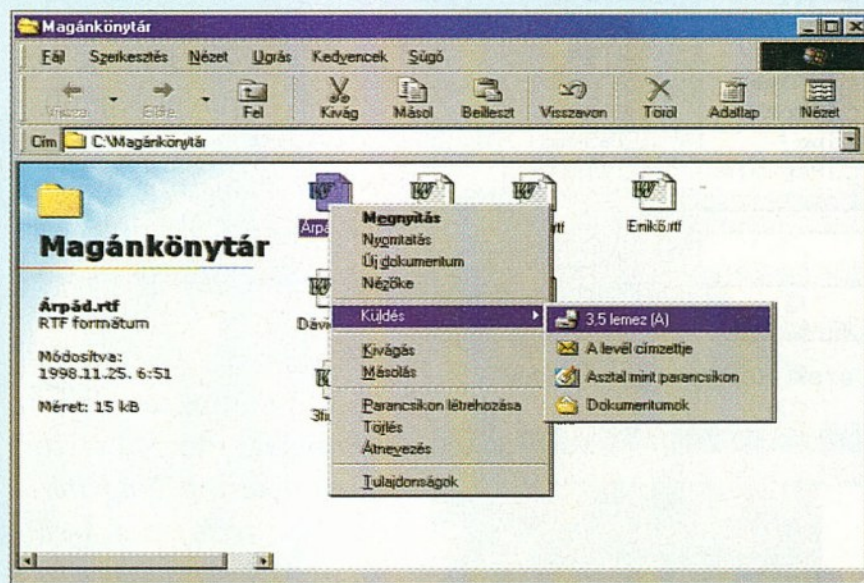 Magánkönytár
Fájl Szerkesztés Nézet Ugrás Kedvencek Súgó
Vissza Előre Fel Kivág Másol Beilleszt Visszavon Töröl Adatlap Nézet
Cím C:\Magánkönytár
Magánkönytár
Árpád.rtf
RTF formátum
Módosítva:
1998.11.25. 6:51
Méret: 15 kB
Enikő.rtf
Megnyitás
Nyomtatás
Új dokumentum
Nézőke
Küldés
Kivágás
Másolás
Parancsikon létrehozása
Törlés
Átnevezés
Tulajdonságok
3,5 lemez (A)
A levél címzettje
Asztal mint parancsikon
Dokumentumok